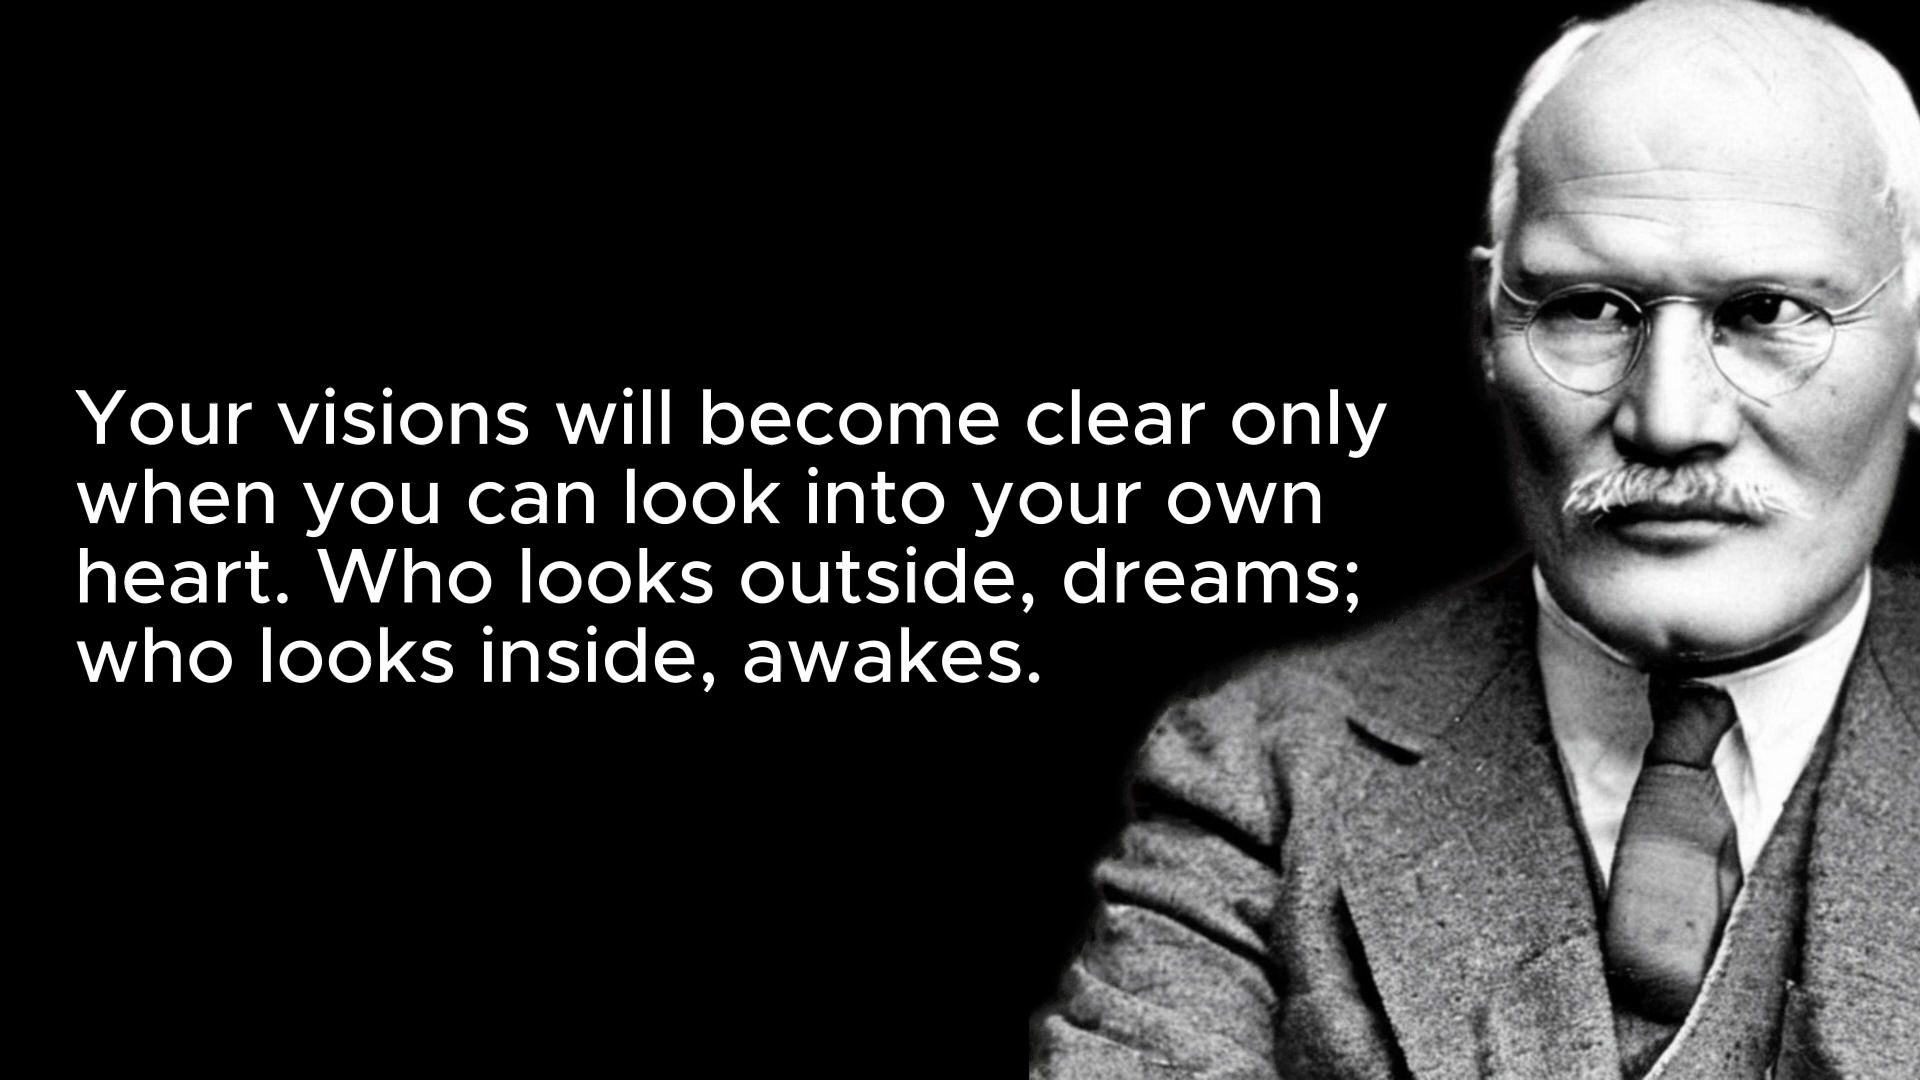 Your visions will become clear only
when you can look into your own
heart. Who looks outside, dreams;
who looks inside, awakes.